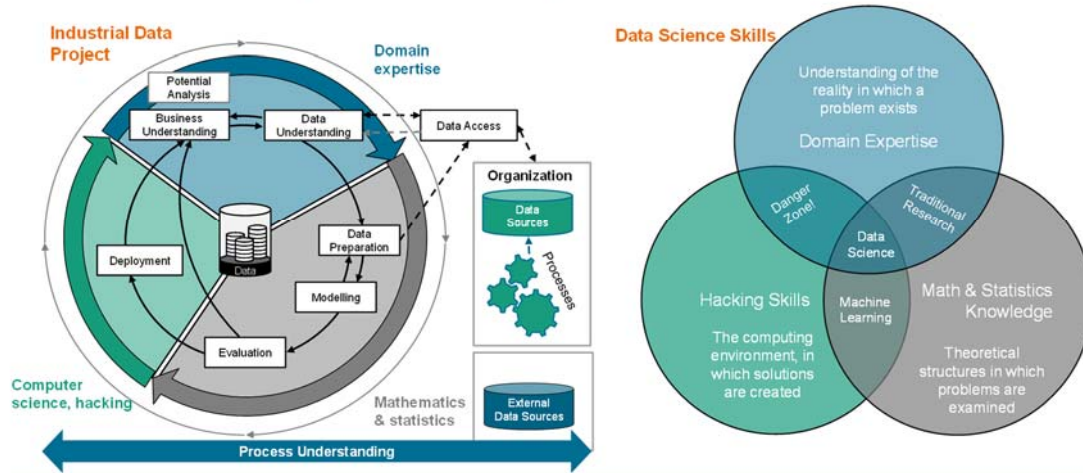 Industrial Data
Project
Domain
expertise
Potential
Analysis
Business
Understanding
Data
Understanding
Data Access
Organization
Data
Sources
Processes
Data
Preparation
Data
Deployment
Modelling
Evaluation
Computer
science, hacking
Mathematics
& statistics
External
Data Sources
Process Understanding
Data Science Skills
Understanding of the
reality in which a
problem exists
Domain Expertise
Danger
Zone!
Traditional
Research
Data
Science
Hacking Skills
Machine
Learning
Math & Statistics
Knowledge
The computing
environment, in
which solutions
are created
Theoretical
structures in which
problems are
examined